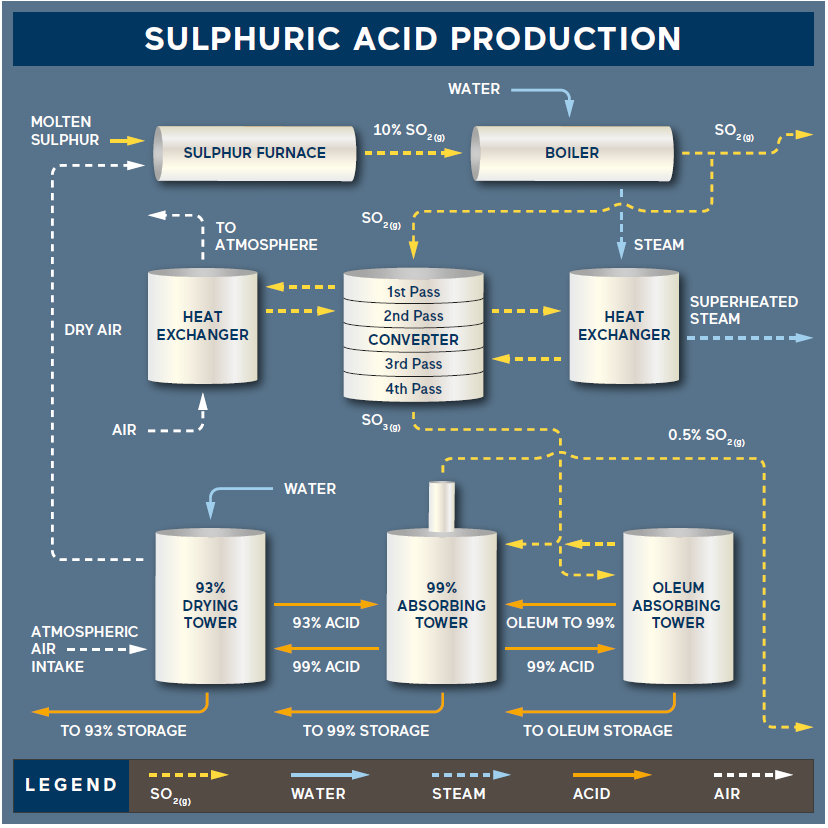 SULPHURIC ACID PRODUCTION
WATER
MOLTEN
SULPHUR
SULPHUR FURNACE
10% SO2(g)
BOILER
SO2(g)
TO
ATMOSPHERE
SO2(g)
STEAM
DRY AIR
HEAT
EXCHANGER
1st Pass
2nd Pass
CONVERTER
3rd Pass
4th Pass
HEAT
EXCHANGER
SUPERHEATED
STEAM
AIR
SO3(g)
0.5% SO2(g)
WATER
93%
DRYING
TOWER
99%
ABSORBING
TOWER
OLEUM
ABSORBING
TOWER
93% ACID
OLEUM TO 99%
ATMOSPHERIC
AIR
INTAKE
99% ACID
99% ACID
TO 93% STORAGE
TO 99% STORAGE
TO OLEUM STORAGE
LEGEND
SO2(g)
WATER
STEAM
ACID
AIR